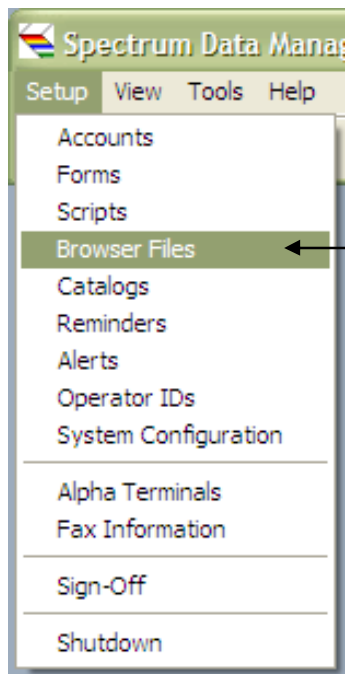 Spectrum Data
Setup View Tools Help
Accounts
Forms
Scripts
Browser Files
Catalogs
Reminders
Alerts
Operator IDs
System Configuration
Alpha Terminals
Fax Information
Sign-Off
Shutdown